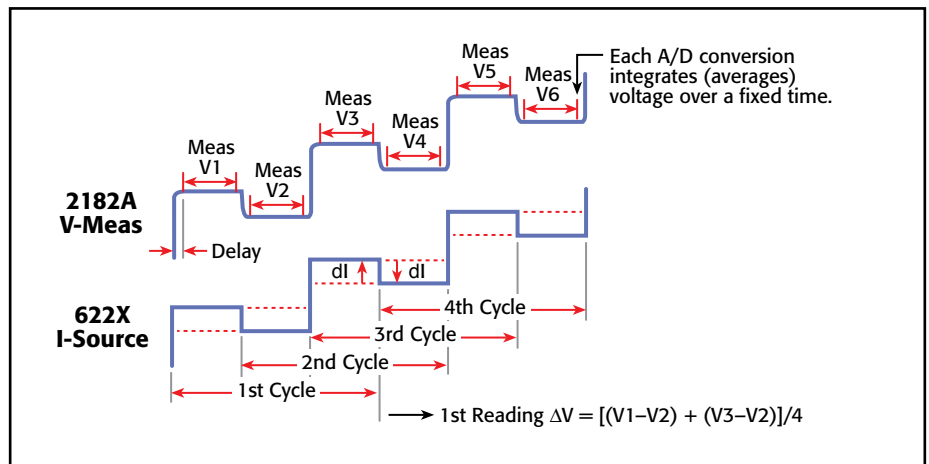 Meas
V1
Meas
V2
Meas
V3
Meas
V4
Meas
V5
Meas
V6
Each A/D conversion
integrates (averages)
voltage over a fixed time.
2182A
V-Meas
Delay
622X
I-Source
dI
dI
4th Cycle
3rd Cycle
2nd Cycle
1st Cycle
1st Reading ΔV = [(V1–V2) + (V3–V2)]/4